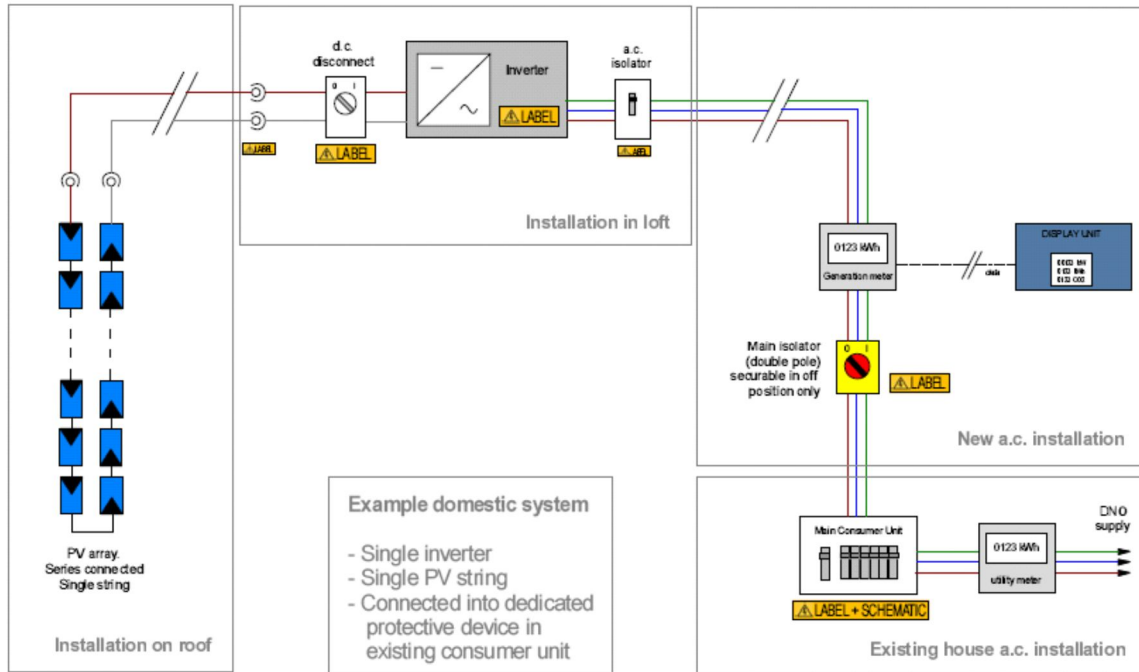 d.c.
disconnect
0 I
Inverter
LABEL
a.c.
isolator
LABEL
LABEL
LABEL
Installation in loft
PV array.
Series connected
Single string
Installation on roof
0123 kWh
Generation meter
data
DISPLAY UNIT
Main isolator
(double pole)
securable in off
position only
0 I
LABEL
New a.c. installation
Example domestic system
- Single inverter
- Single PV string
- Connected into dedicated
protective device in
existing consumer unit
Main Consumer Unit
LABEL + SCHEMATIC
0123 kWh
utility meter
DNO
supply
Existing house a.c. installation